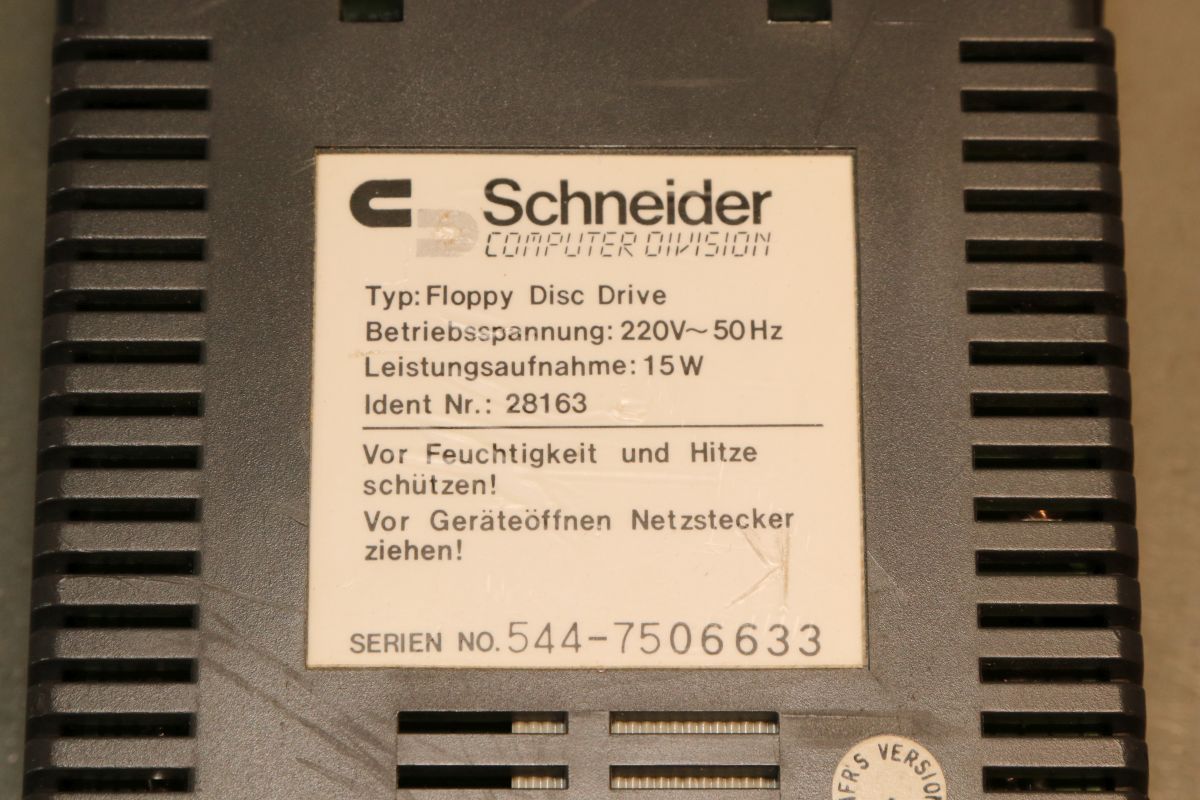 Schneider
COMPUTER DIVISION
Typ: Floppy Disc Drive
Betriebsspannung: 220V~50Hz
Leistungsaufnahme: 15W
Ident Nr.: 28163
Vor Feuchtigkeit und Hitze
schützen!
Vor Geräteöffnen Netzstecker
ziehen!
SERIEN NO. 544-7506633
VERSION